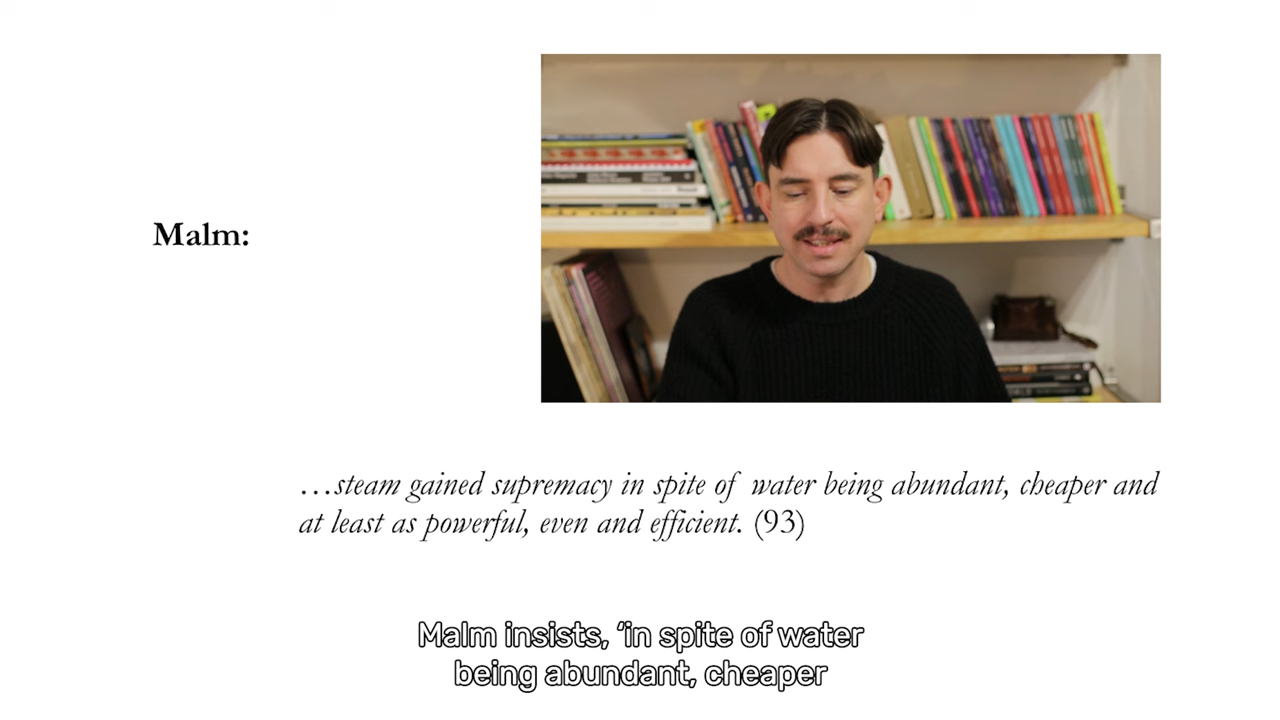 Malm:
…steam gained supremacy in spite of water being abundant, cheaper and
at least as powerful, even and efficient. (93)
Malm insists, ‘in spite of water
being abundant, cheaper